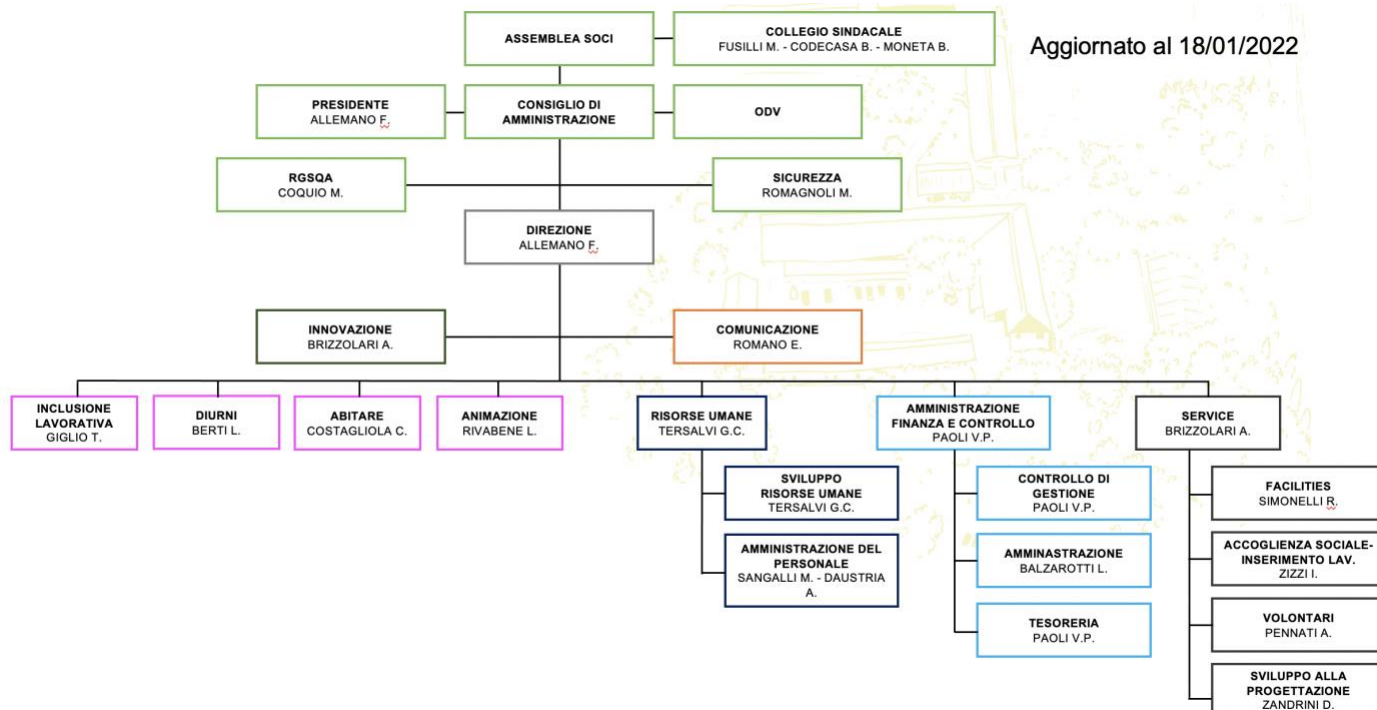 ASSEMBLEA SOCI
COLLEGIO SINDACALE
FUSILLI M. - CODECASA B. - MONETA B.
Aggiornato al 18/01/2022
PRESIDENTE
ALLEMANO F.
CONSIGLIO DI
AMMINISTRAZIONE
ODV
RGSQA
COQUIO M.
SICUREZZA
ROMAGNOLI M.
DIREZIONE
ALLEMANO F.
INNOVAZIONE
BRIZZOLARI A.
COMUNICAZIONE
ROMANO E.
INCLUSIONE
LAVORATIVA
GIGLIO T.
DIURNI
BERTI L.
ABITARE
COSTAGLIOLA C.
ANIMAZIONE
RIVABENE L.
RISORSE UMANE
TERSALVI G.C.
AMMINISTRAZIONE
FINANZA E CONTROLLO
PAOLI V.P.
SERVICE
BRIZZOLARI A.
SVILUPPO
RISORSE UMANE
TERSALVI G.C.
AMMINISTRAZIONE DEL
PERSONALE
SANGALLI M. - DAUSTRIA
A.
CONTROLLO DI
GESTIONE
PAOLI V.P.
AMMINASTRAZIONE
BALZAROTTI L.
TESORERIA
PAOLI V.P.
FACILITIES
SIMONELLI R.
ACCOGLIENZA SOCIALE-
INSERIMENTO LAV.
ZIZZI I.
VOLONTARI
PENNATI A.
SVILUPPO ALLA
PROGETTAZIONE
ZANDRINI D.